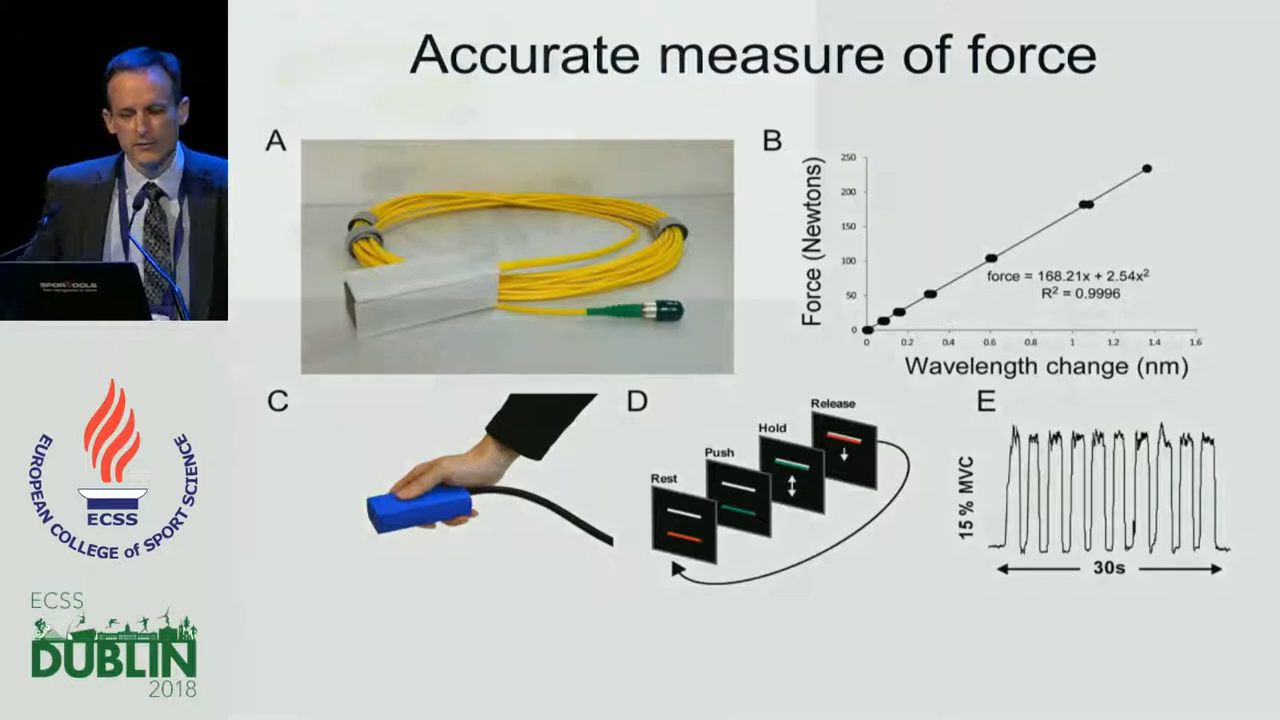 Accurate measure of force
A
B
Force (Newtons)
250
200
150
100
50
0
force = 168.21x + 2.54x²
R² = 0.9996
0
0.2
0.4
0.6
0.8
1
1.2
1.4
1.6
Wavelength change (nm)
C
D
Rest
Push
Hold
Release
E
15 % MVC
30s
EUROPEAN COLLEGE of SPORT SCIENCE
ECSS
ECSS
DUBLIN
2018